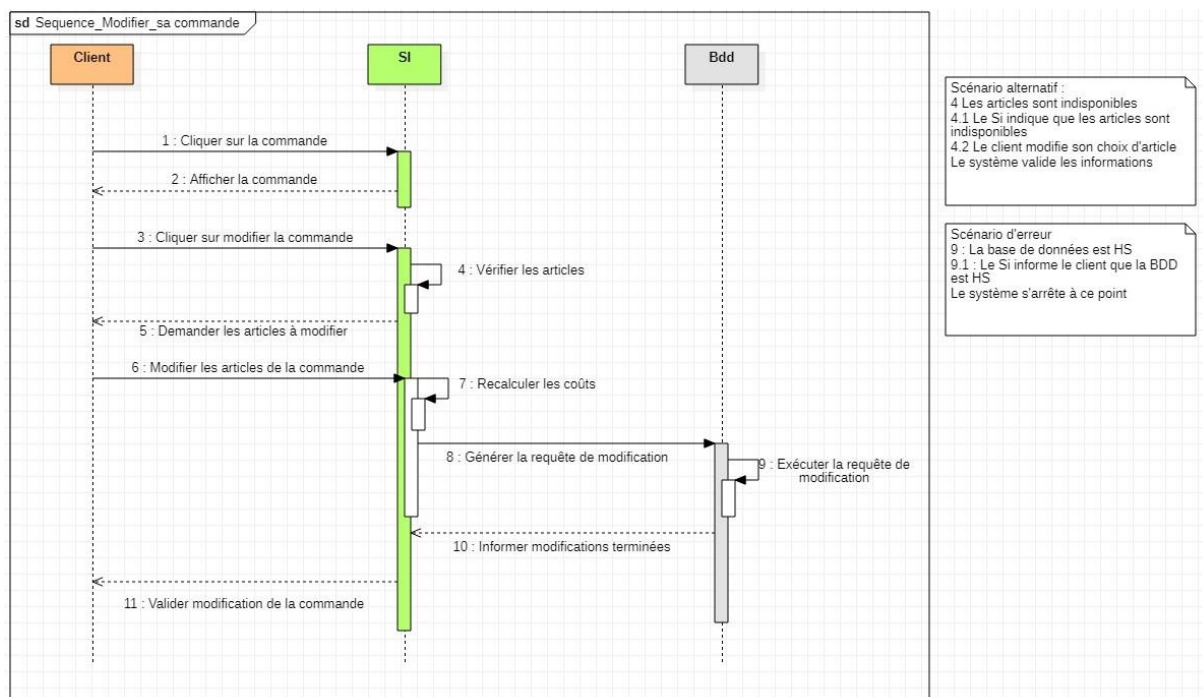 sd Sequence_Modifier_sa commande
Client
SI
Bdd
1 : Cliquer sur la commande
2 : Afficher la commande
3 : Cliquer sur modifier la commande
4 : Vérifier les articles
5 : Demander les articles à modifier
6 : Modifier les articles de la commande
7 : Recalculer les coûts
8 : Générer la requête de modification
9 : Exécuter la requête de
modification
10 : Informer modifications terminées
11 : Valider modification de la commande
Scénario alternatif :
4 Les articles sont indisponibles
4.1 Le Si indique que les articles sont
indisponibles
4.2 Le client modifie son choix d'article
Le système valide les informations
Scénario d'erreur
9 : La base de données est HS
9.1 : Le Si informe le client que la BDD
est HS
Le système s'arrête à ce point